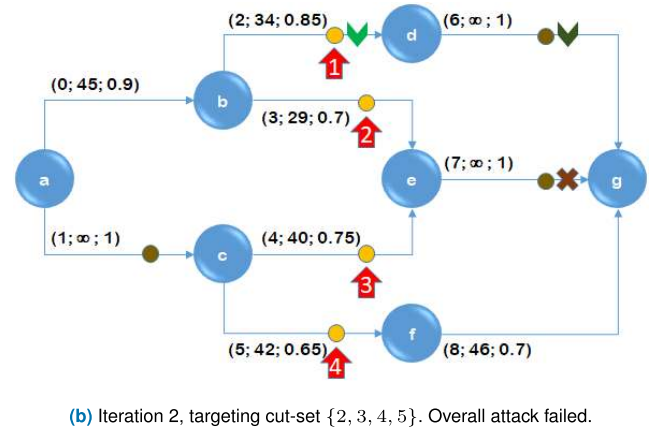 (2; 34; 0.85)
d
(6; ∞ ; 1)
1
(0; 45; 0.9)
b
(3; 29; 0.7)
2
a
e
(7; ∞ ; 1)
g
(1; ∞ ; 1)
c
(4; 40; 0.75)
3
(5; 42; 0.65)
4
f
(8; 46; 0.7)
(b) Iteration 2, targeting cut-set {2, 3, 4, 5}. Overall attack failed.